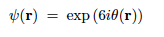 ψ(r) = exp (6iθ(r))